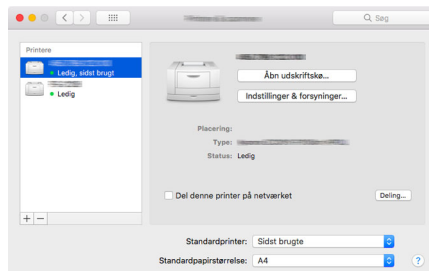 Søg
Printere
Ledig, sidst brugt
Ledig
Åbn udskriftskø...
Indstillinger & forsyninger...
Placering:
Type:
Status: Ledig
Del denne printer på netværket
Deling...
+ −
Standardprinter: Sidst brugte
Standardpapirstørrelse: A4
?